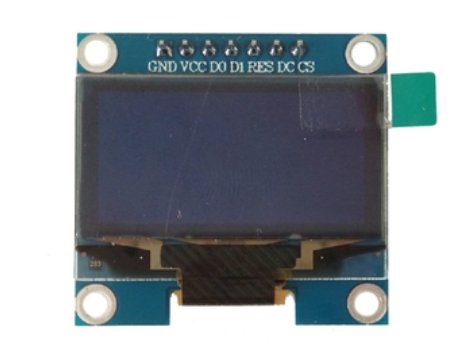 GND VCC D0 D1 RES DC CS